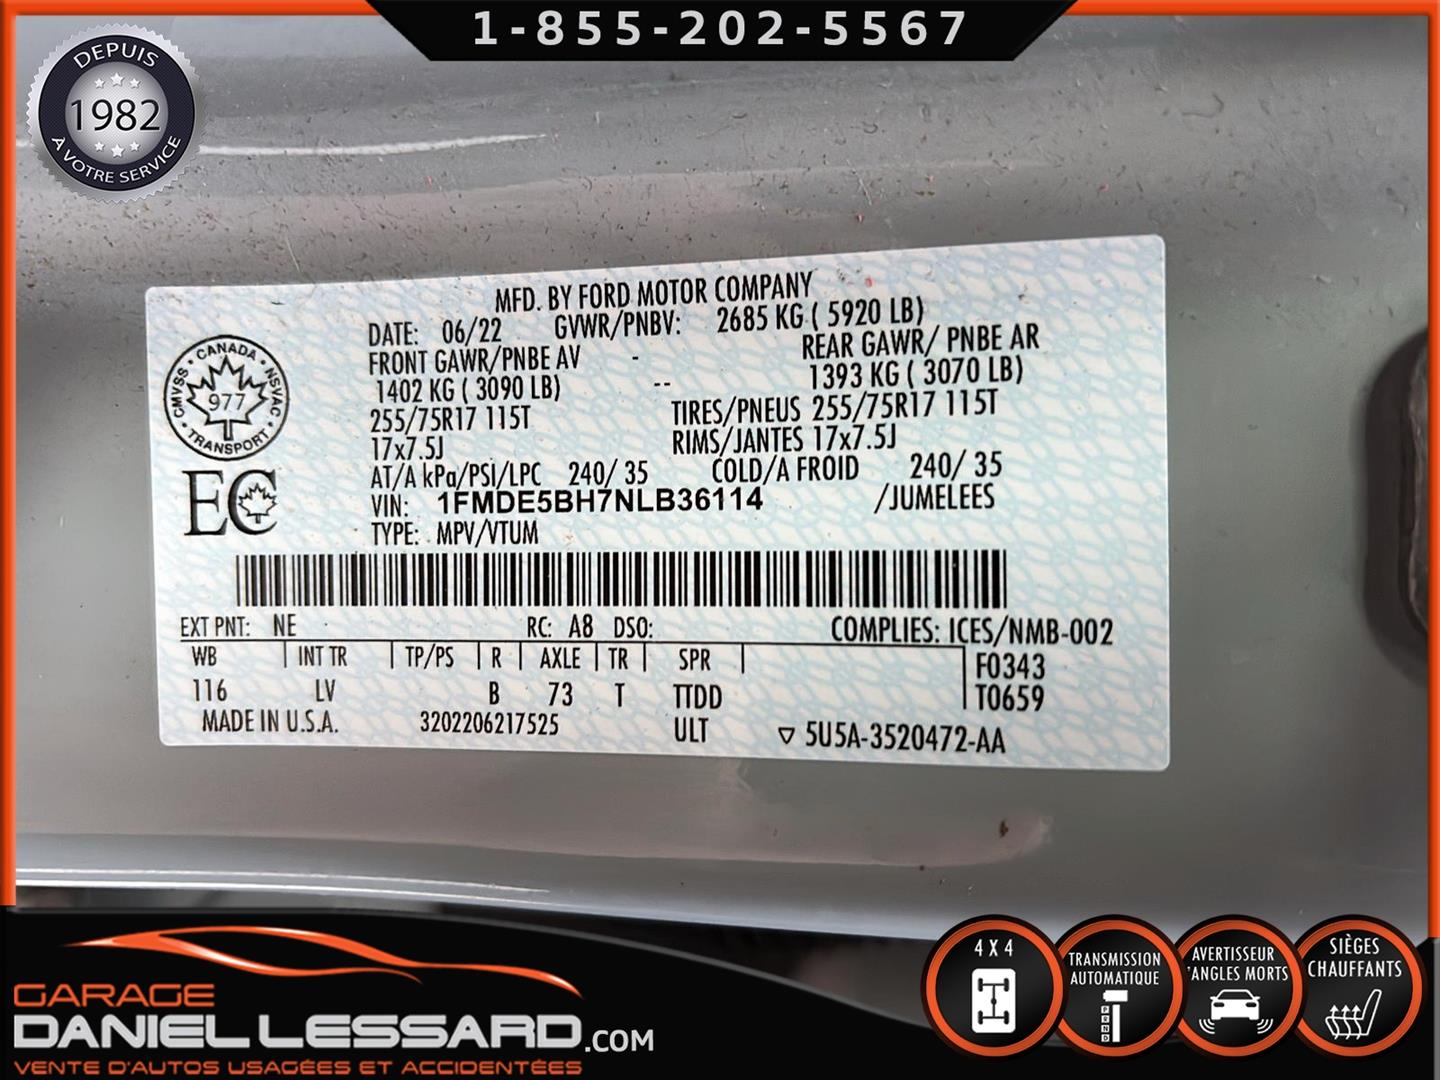 1-855-202-5567
DEPUIS
1982
À VOTRE SERVICE
MFD. BY FORD MOTOR COMPANY
DATE: 06/22 GVWR/PNBV: 2685 KG ( 5920 LB)
FRONT GAWR/PNBE AV - REAR GAWR/ PNBE AR
1402 KG ( 3090 LB) -- 1393 KG ( 3070 LB)
255/75R17 115T TIRES/PNEUS 255/75R17 115T
17x7.5J RIMS/JANTES 17x7.5J
AT/A kPa/PSI/LPC 240/ 35 COLD/A FROID 240/ 35
VIN: 1FMDE5BH7NLB36114 /JUMELEES
TYPE: MPV/VTUM
CANADA
CMVSS • NSVAC
977
TRANSPORT
EC
EXT PNT: NE RC: A8 DSO: COMPLIES: ICES/NMB-002
WB | INT TR | TP/PS | R | AXLE | TR | SPR | F0343
116 LV B 73 T TTDD T0659
MADE IN U.S.A. 3202206217525 ULT ▽ 5U5A-3520472-AA
GARAGE
DANIEL LESSARD.COM
VENTE D'AUTOS USAGÉES ET ACCIDENTÉES
4 X 4
TRANSMISSION
AUTOMATIQUE
P
R
N
D
AVERTISSEUR
'ANGLES MORTS
SIÈGES
CHAUFFANTS